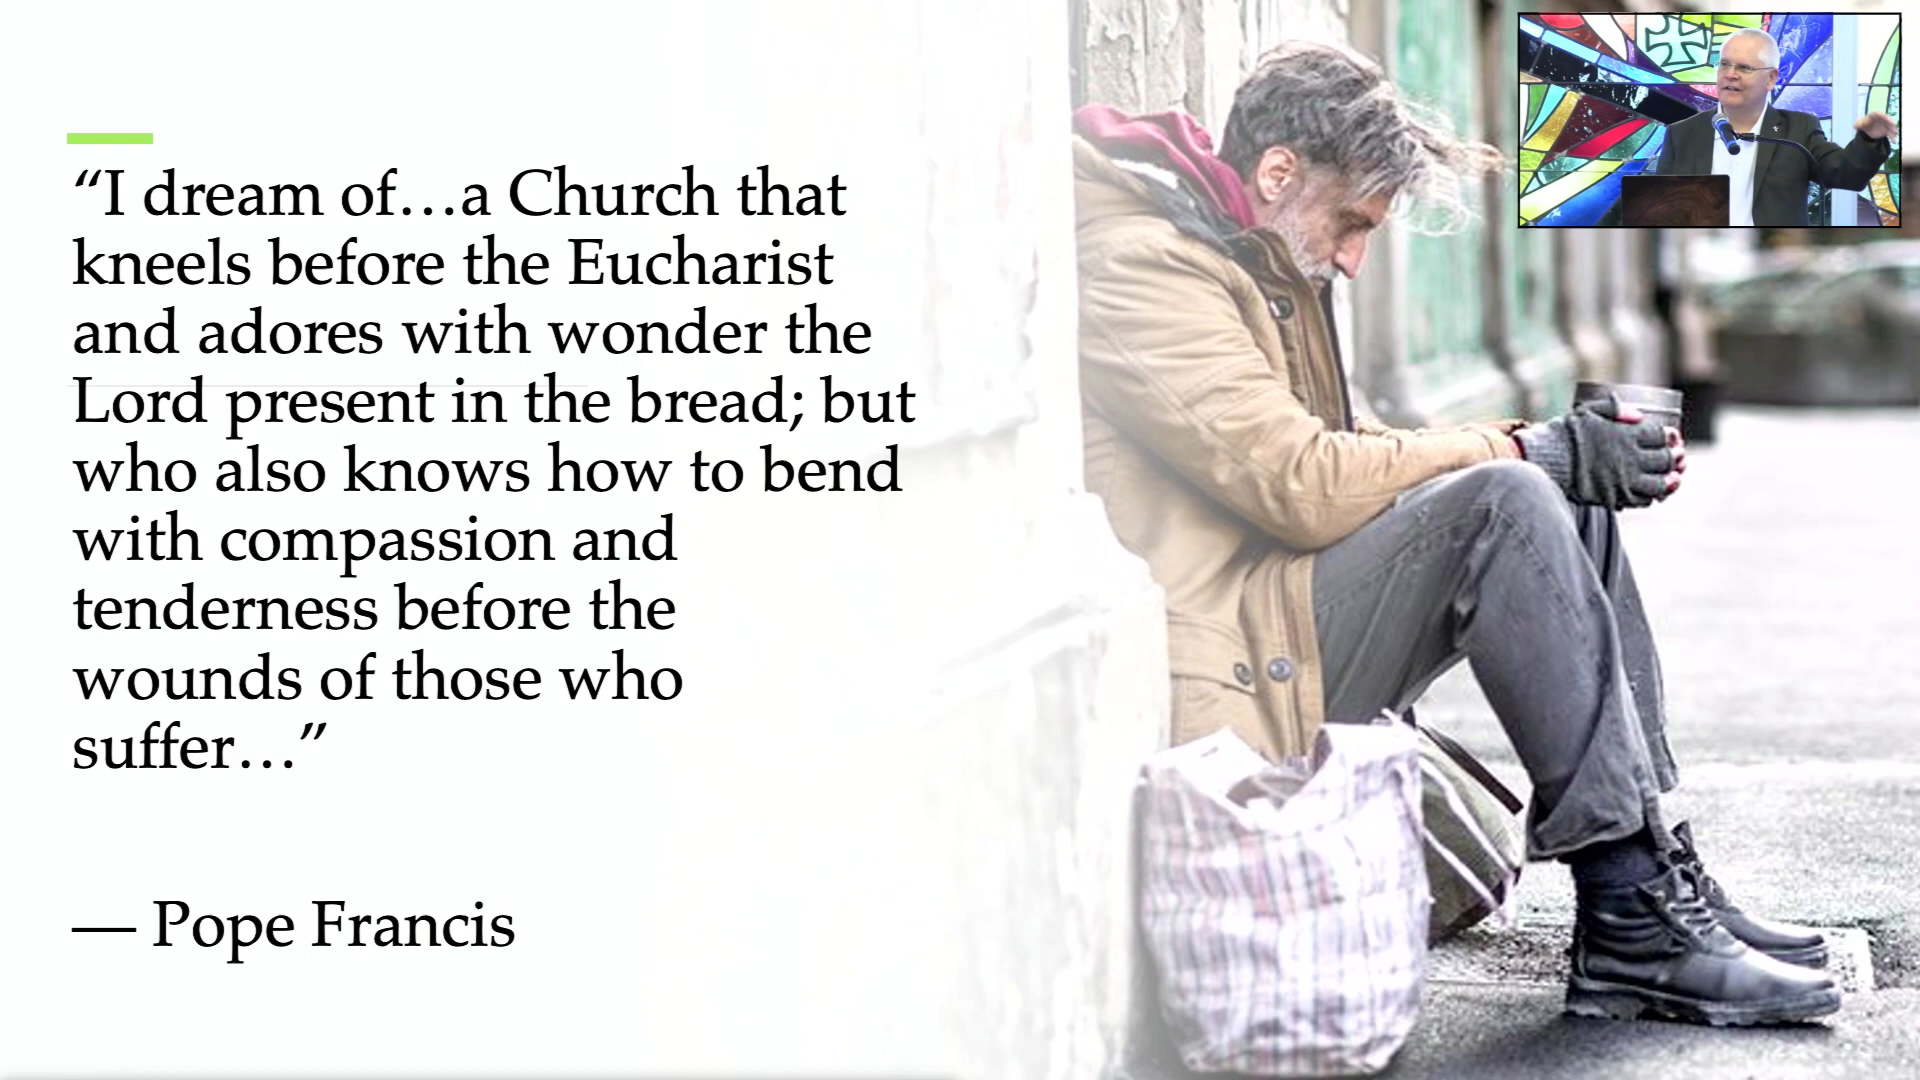 “I dream of…a Church that
kneels before the Eucharist
and adores with wonder the
Lord present in the bread; but
who also knows how to bend
with compassion and
tenderness before the
wounds of those who
suffer…”
— Pope Francis